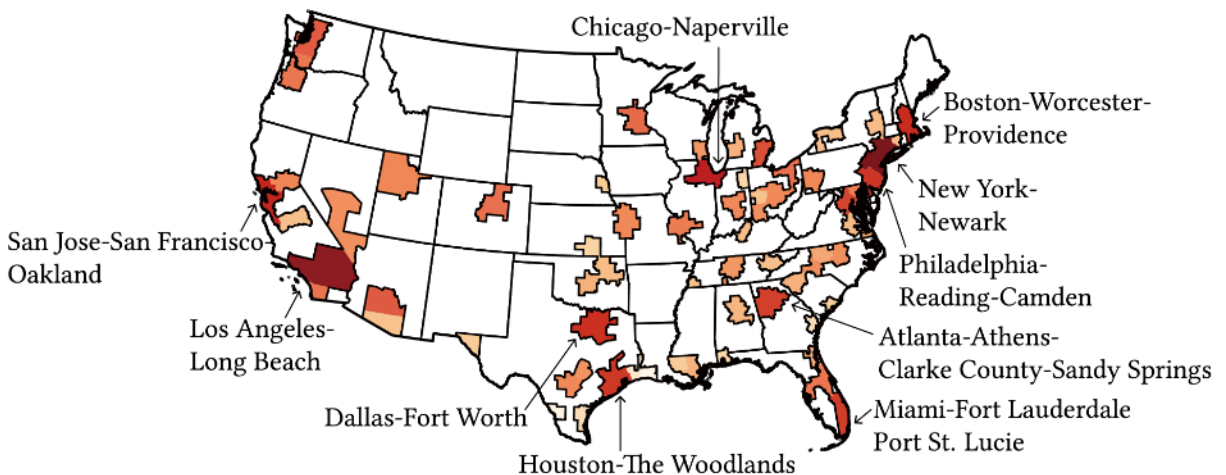 Chicago-Naperville
Boston-Worcester-
Providence
New York-
Newark
San Jose-San Francisco
Oakland
Philadelphia-
Reading-Camden
Los Angeles-
Long Beach
Atlanta-Athens-
Clarke County-Sandy Springs
Dallas-Fort Worth
Miami-Fort Lauderdale
Port St. Lucie
Houston-The Woodlands